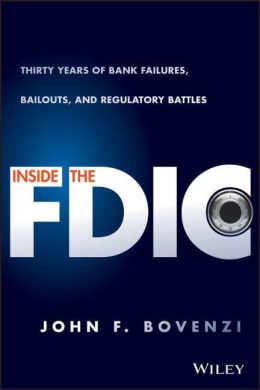 THIRTY YEARS OF BANK FAILURES,
BAILOUTS, AND REGULATORY BATTLES
INSIDE THE
FDIC
JOHN F. BOVENZI
WILEY